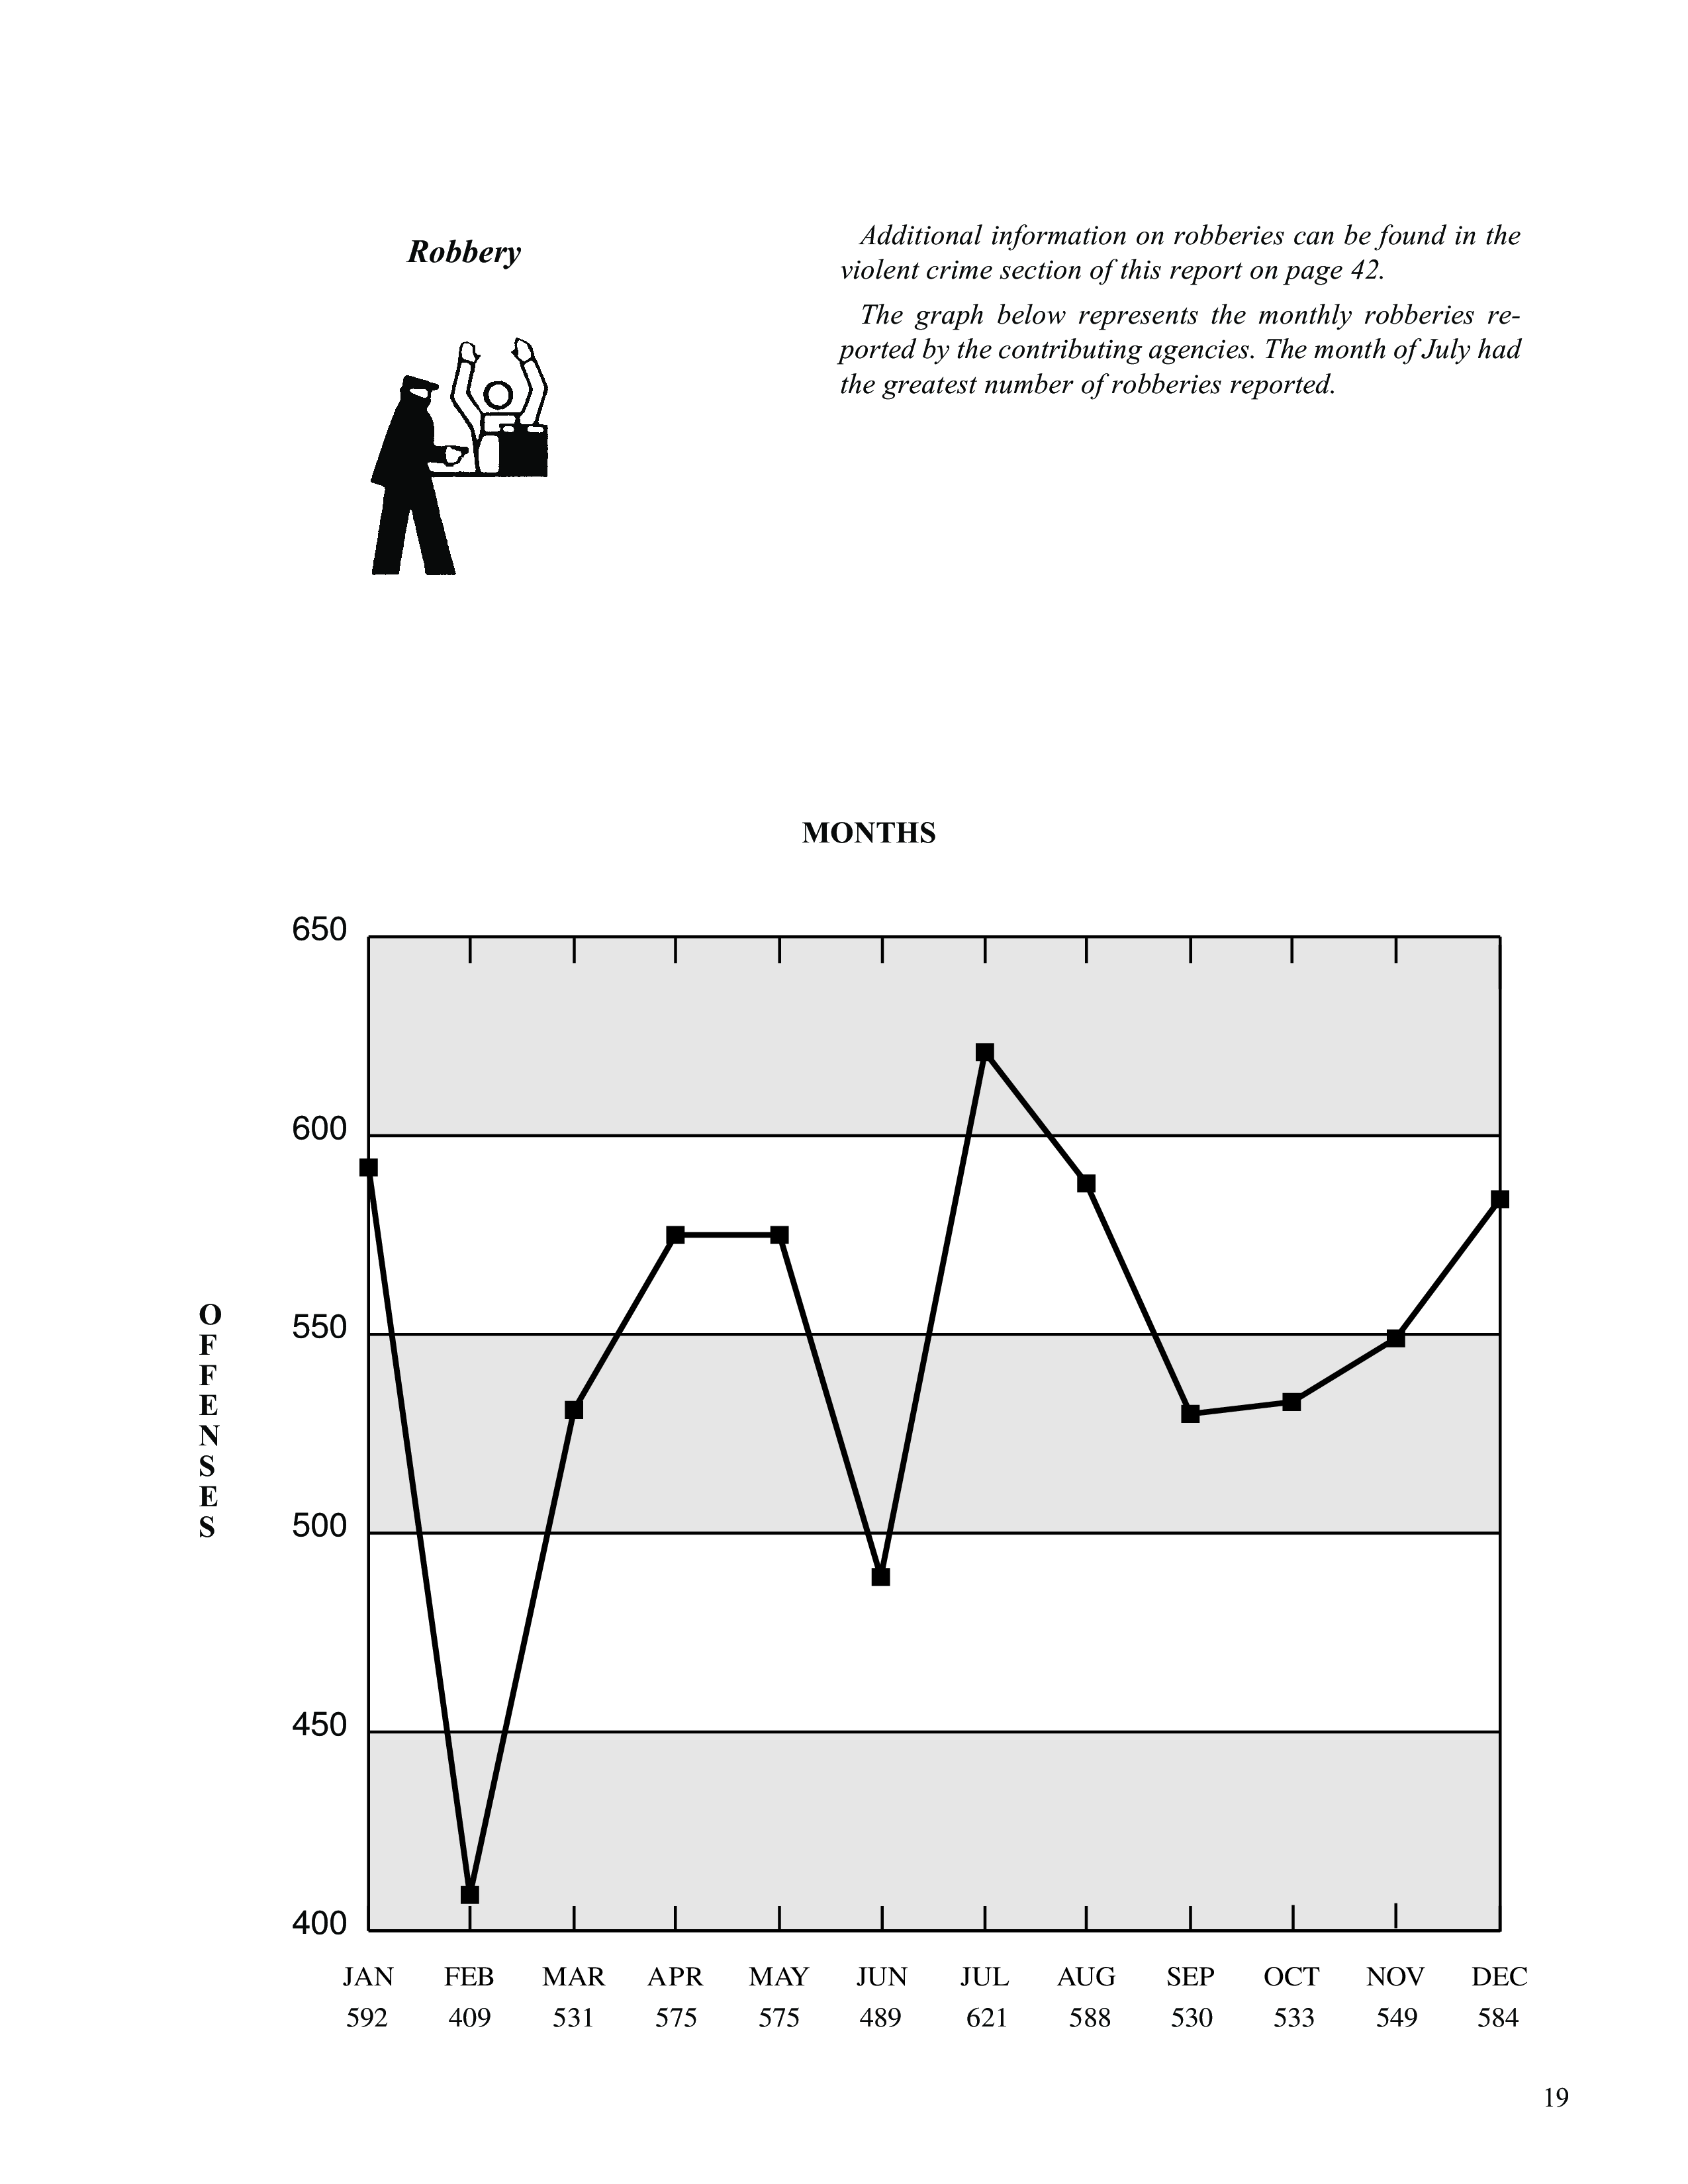 Robbery
Additional information on robberies can be found in the
violent crime section of this report on page 42.
The graph below represents the monthly robberies re-
ported by the contributing agencies. The month of July had
the greatest number of robberies reported.
MONTHS
650
600
550
500
450
400
O
F
F
E
N
S
E
S
JAN FEB MAR APR MAY JUN JUL AUG SEP OCT NOV DEC
592 409 531 575 575 489 621 588 530 533 549 584
19